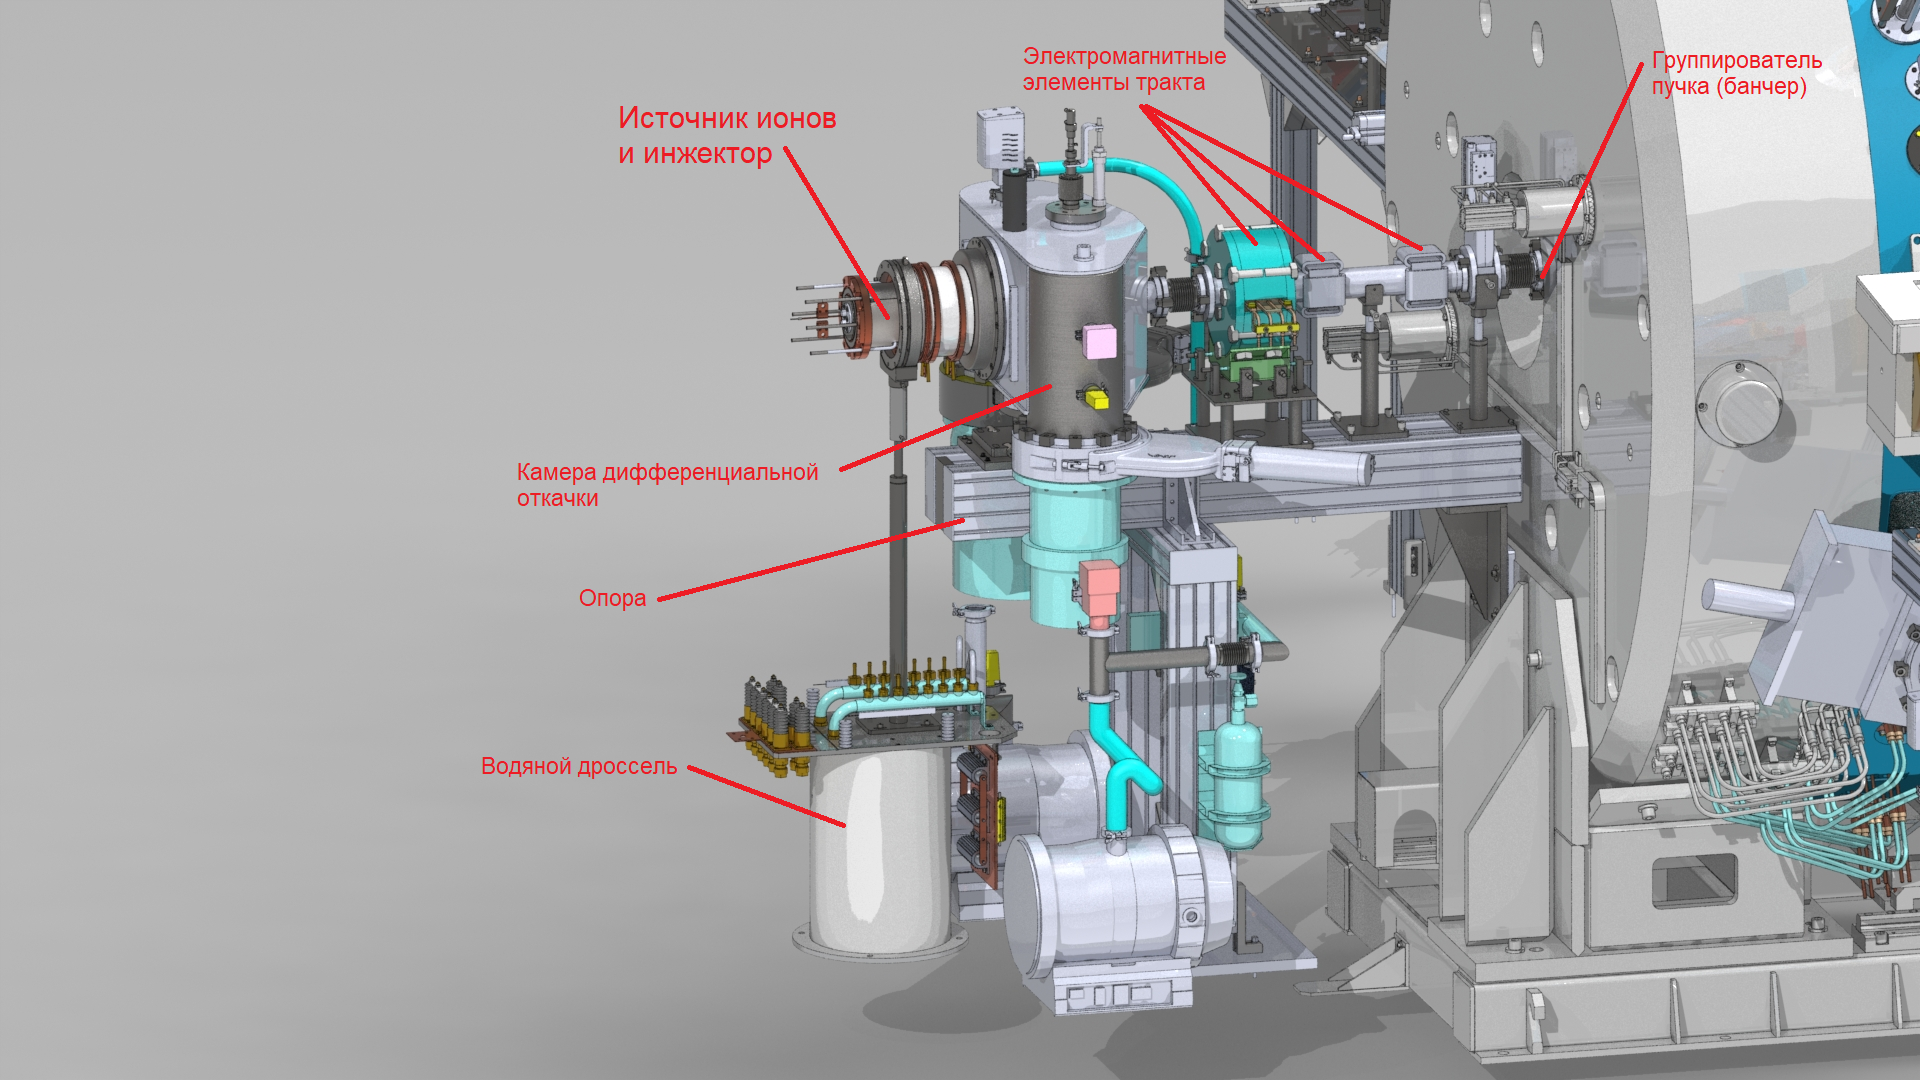 Электромагнитные
элементы тракта
Группирователь
пучка (банчер)
Источник ионов
и инжектор
Камера дифференциальной
откачки
Опора
Водяной дроссель